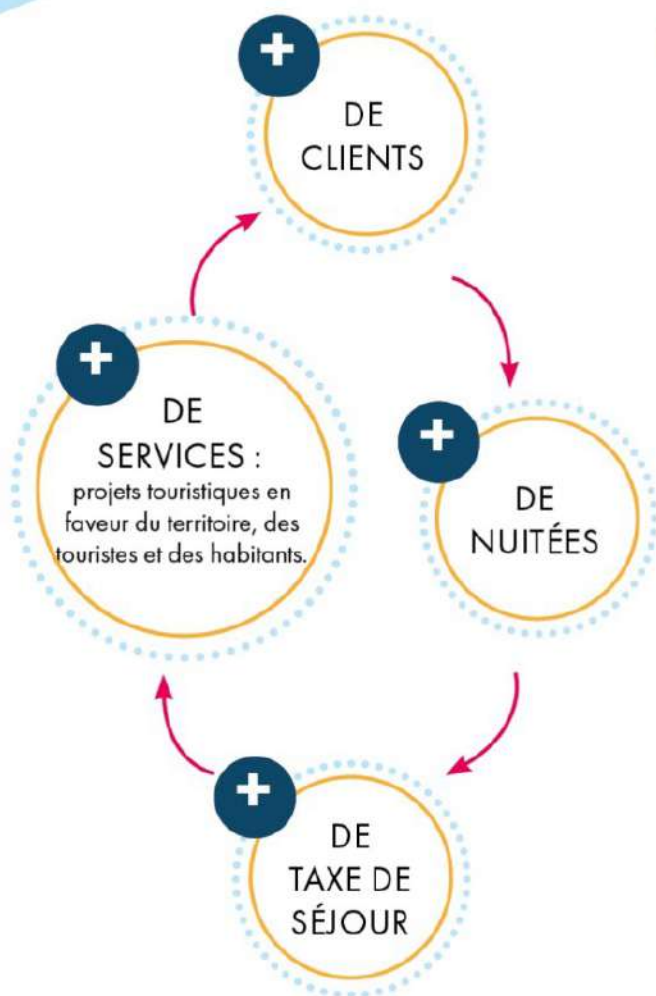 +
DE
CLIENTS
+
DE
NUITÉES
+
DE
TAXE DE
SÉJOUR
+
DE
SERVICES :
projets touristiques en
faveur du territoire, des
touristes et des habitants.